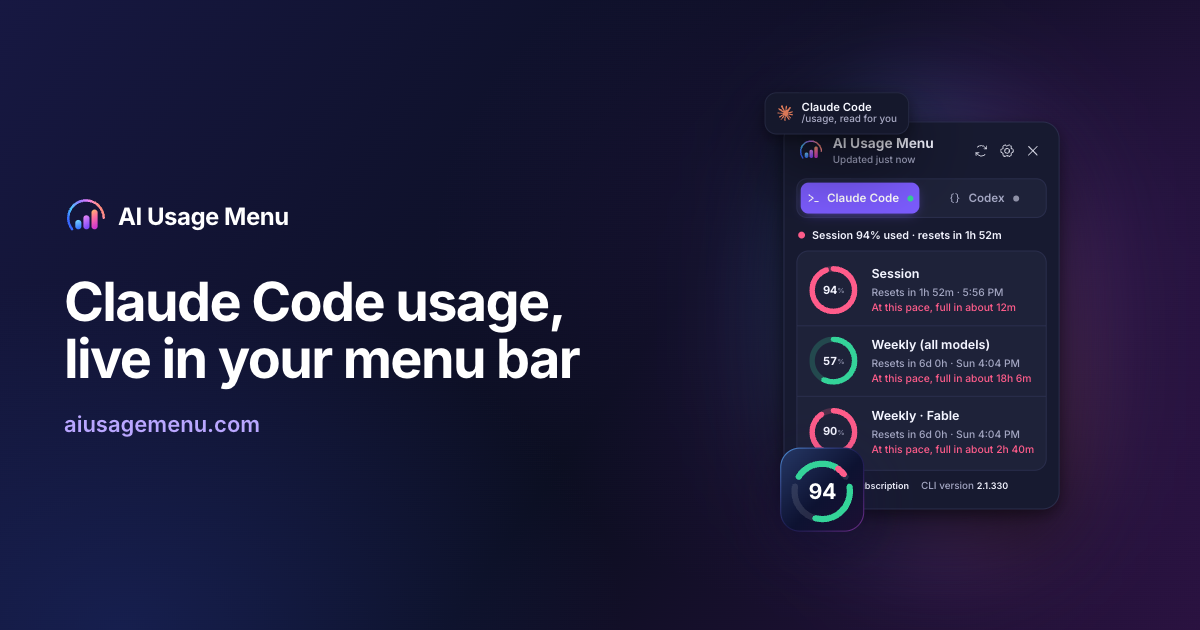 AI Usage Menu
Claude Code usage,
live in your menu bar
aiusagemenu.com
Claude Code
/usage, read for you
AI Usage Menu
Updated just now
>_ Claude Code
{} Codex
Session 94% used · resets in 1h 52m
94%
Session
Resets in 1h 52m · 5:56 PM
At this pace, full in about 12m
57%
Weekly (all models)
Resets in 6d 0h · Sun 4:04 PM
At this pace, full in about 18h 6m
90%
Weekly · Fable
Resets in 6d 0h · Sun 4:04 PM
At this pace, full in about 2h 40m
94
bscription CLI version 2.1.330